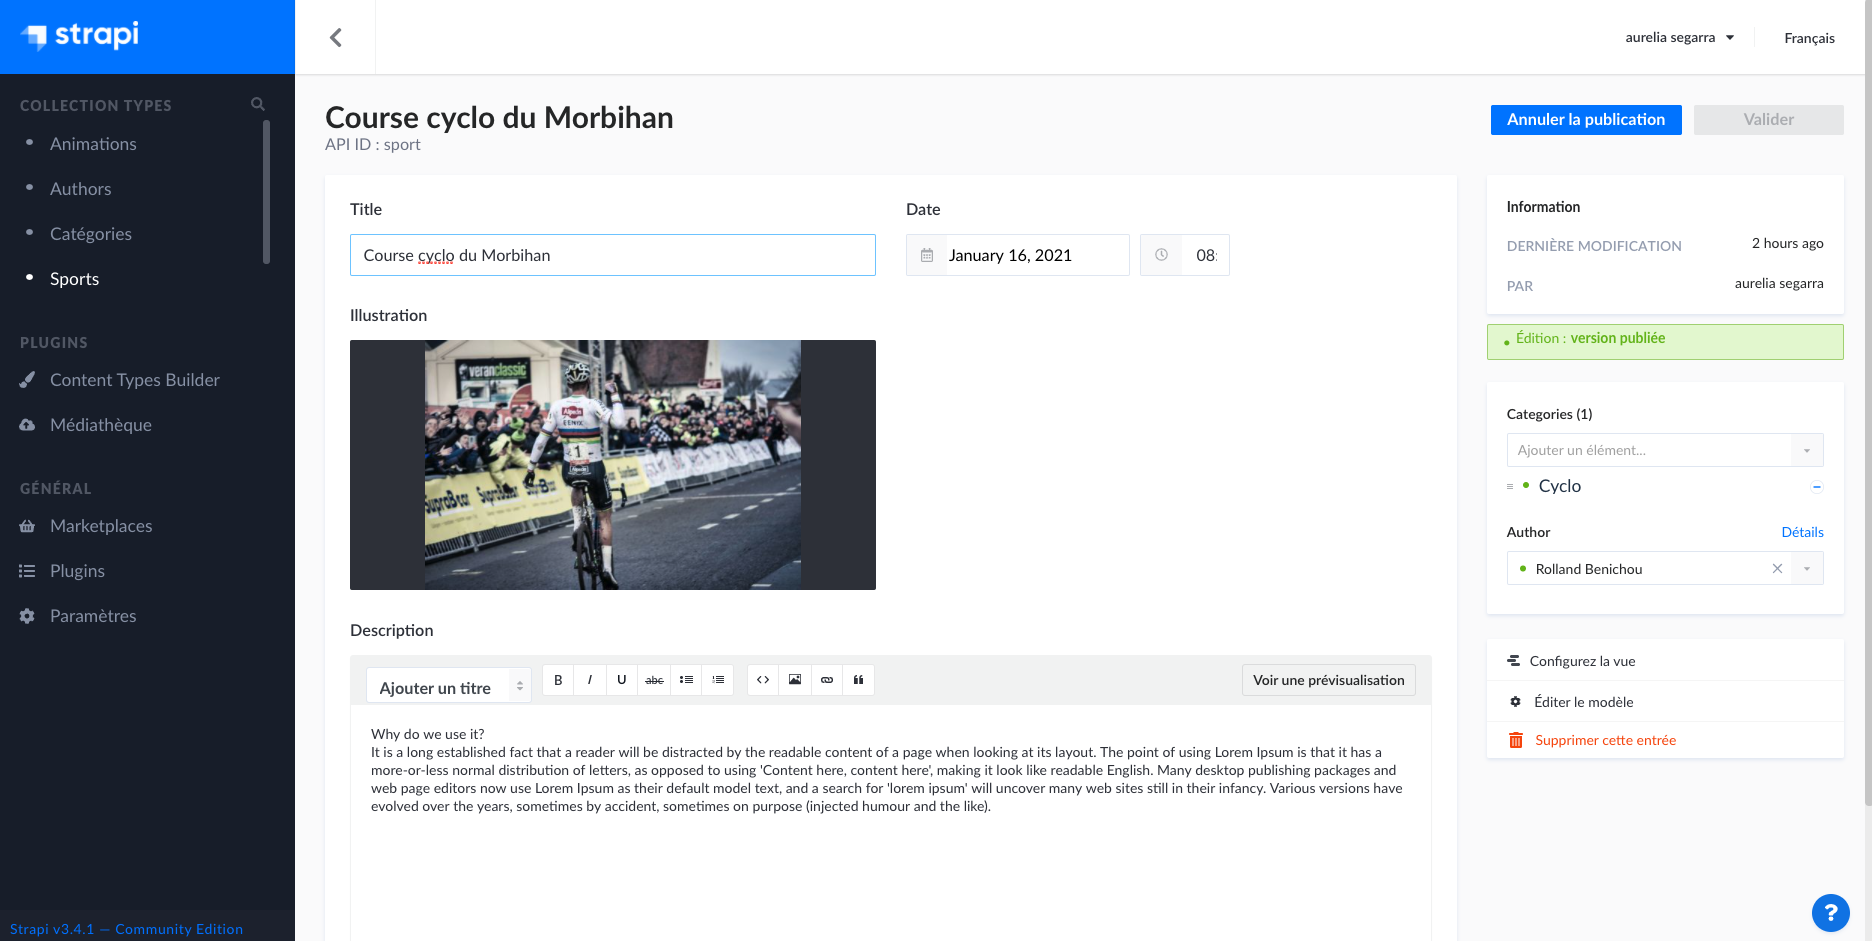 strapi
aurelia segarra
Français
COLLECTION TYPES
Animations
Authors
Catégories
Sports
PLUGINS
Content Types Builder
Médiathèque
GÉNÉRAL
Marketplaces
Plugins
Paramètres
Strapi v3.4.1 — Community Edition
Course cyclo du Morbihan
API ID : sport
Annuler la publication
Valider
Title
Course cyclo du Morbihan
Date
January 16, 2021
08:
Illustration
veranclassic
Alpecin
FENIX
1
Description
Ajouter un titre
B I U abc
Voir une prévisualisation
Why do we use it?
It is a long established fact that a reader will be distracted by the readable content of a page when looking at its layout. The point of using Lorem Ipsum is that it has a
more-or-less normal distribution of letters, as opposed to using 'Content here, content here', making it look like readable English. Many desktop publishing packages and
web page editors now use Lorem Ipsum as their default model text, and a search for 'lorem ipsum' will uncover many web sites still in their infancy. Various versions have
evolved over the years, sometimes by accident, sometimes on purpose (injected humour and the like).
Information
DERNIÈRE MODIFICATION
2 hours ago
PAR
aurelia segarra
Édition : version publiée
Categories (1)
Ajouter un élément...
Cyclo
Author
Détails
Rolland Benichou
Configurez la vue
Éditer le modèle
Supprimer cette entrée
?